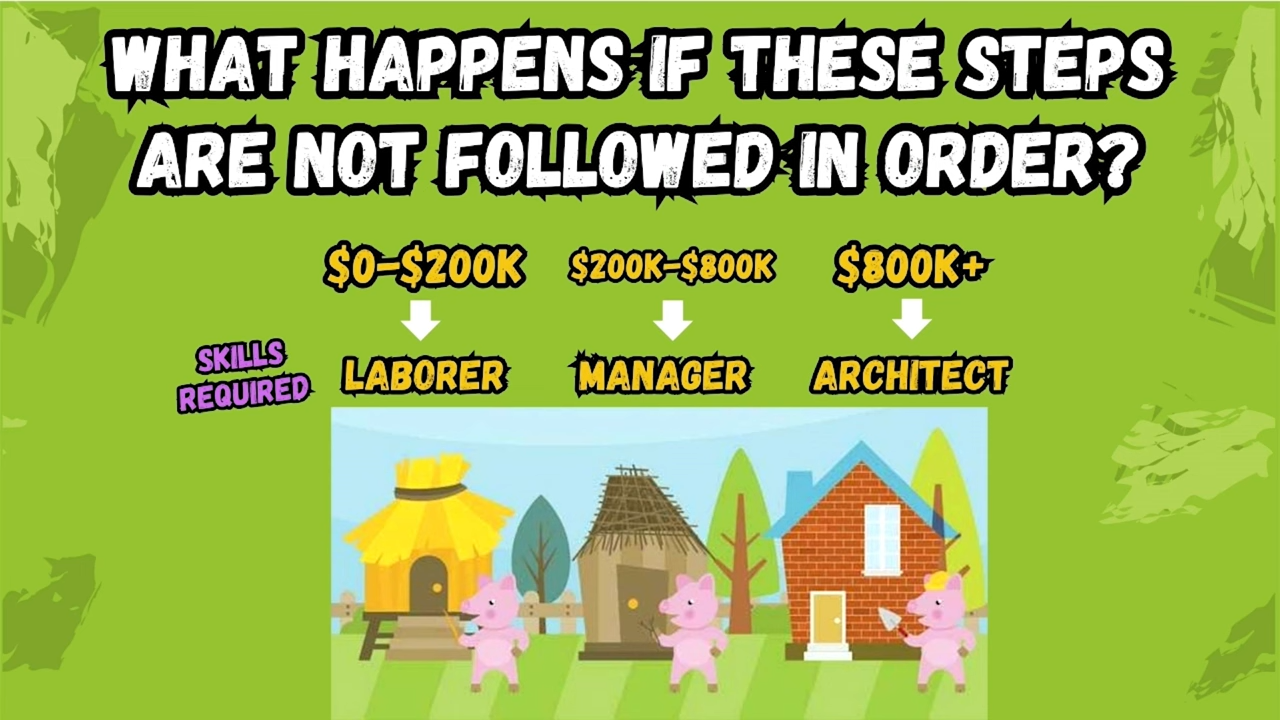 WHAT HAPPENS IF THESE STEPS
ARE NOT FOLLOWED IN ORDER?
$0-$200K
$200K-$800K
$800K+
SKILLS
REQUIRED
LABORER
MANAGER
ARCHITECT